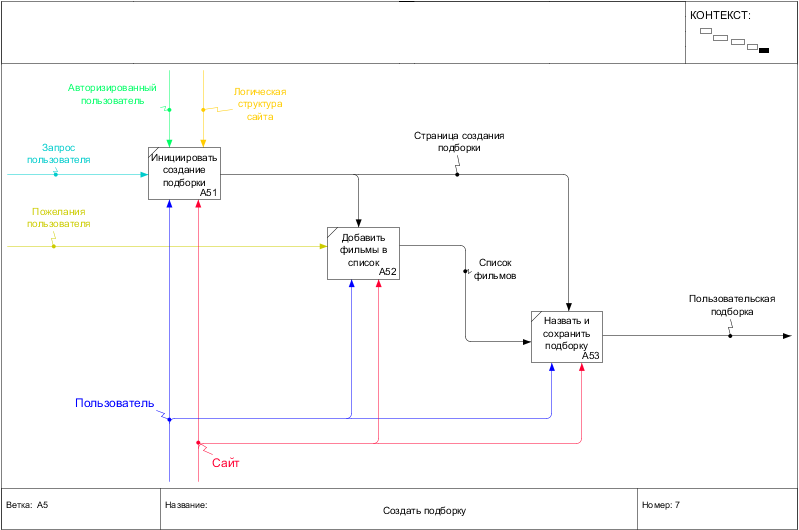 КОНТЕКСТ:
Авторизированный
пользователь
Логическая
структура
сайта
Страница создания
подборки
Запрос
пользователя
Инициировать
создание
подборки
A51
Пожелания
пользователя
Добавить
фильмы в
список
A52
Список
фильмов
Пользовательская
подборка
Назвать и
сохранить
подборку
A53
Пользователь
Сайт
Ветка: A5
Название:
Создать подборку
Номер: 7